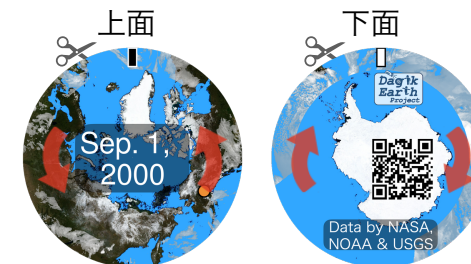 上面
下面
Sep. 1,
2000
Dagik
Earth
Project
Data by NASA,
NOAA & USGS